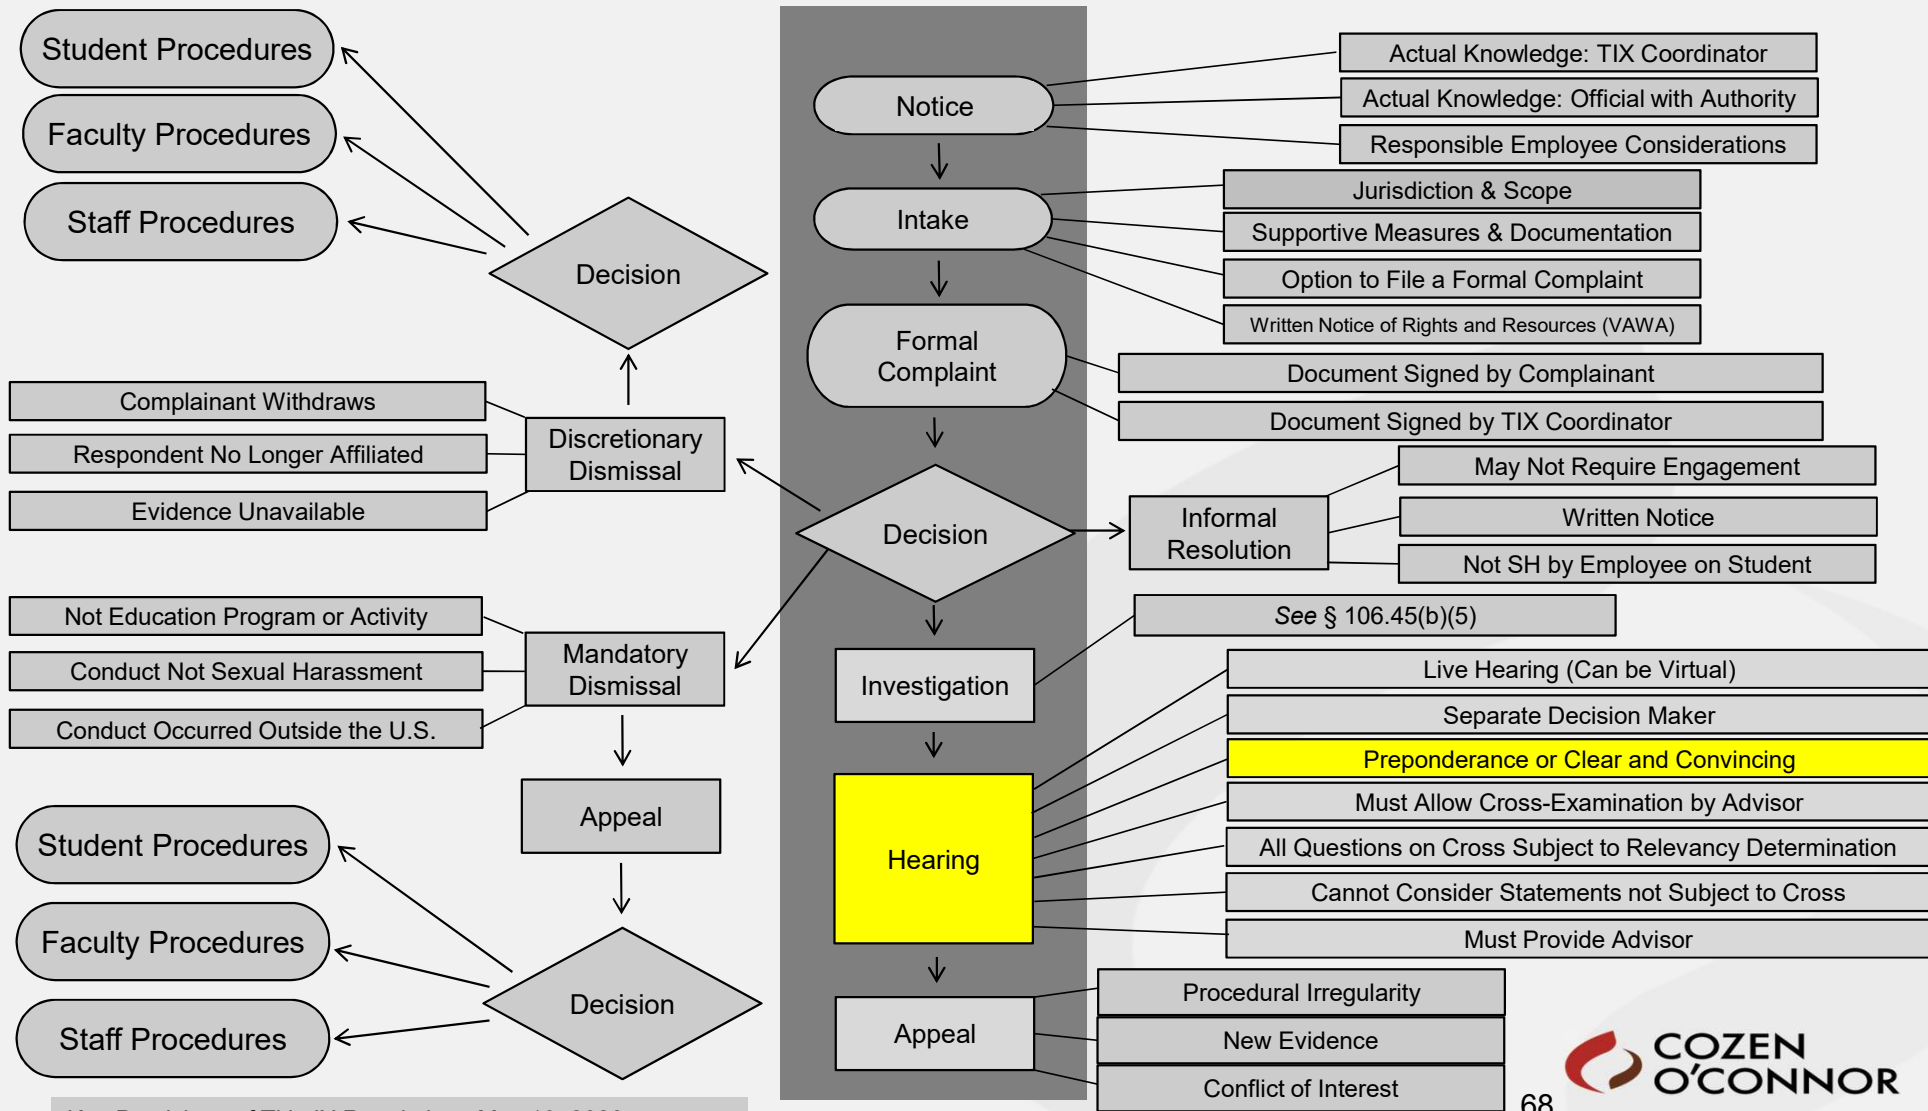 Student Procedures
Faculty Procedures
Staff Procedures
Decision
Complainant Withdraws
Respondent No Longer Affiliated
Evidence Unavailable
Discretionary
Dismissal
Not Education Program or Activity
Conduct Not Sexual Harassment
Conduct Occurred Outside the U.S.
Mandatory
Dismissal
Appeal
Student Procedures
Faculty Procedures
Staff Procedures
Decision
Notice
Actual Knowledge: TIX Coordinator
Actual Knowledge: Official with Authority
Responsible Employee Considerations
Intake
Jurisdiction & Scope
Supportive Measures & Documentation
Option to File a Formal Complaint
Written Notice of Rights and Resources (VAWA)
Formal
Complaint
Document Signed by Complainant
Document Signed by TIX Coordinator
Decision
Informal
Resolution
May Not Require Engagement
Written Notice
Not SH by Employee on Student
Investigation
See § 106.45(b)(5)
Hearing
Live Hearing (Can be Virtual)
Separate Decision Maker
Preponderance or Clear and Convincing
Must Allow Cross-Examination by Advisor
All Questions on Cross Subject to Relevancy Determination
Cannot Consider Statements not Subject to Cross
Must Provide Advisor
Appeal
Procedural Irregularity
New Evidence
Conflict of Interest
COZEN
O'CONNOR
68